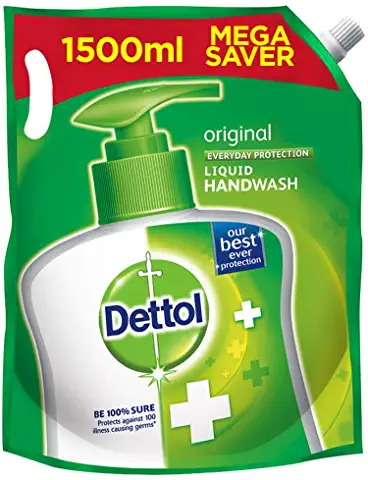 1500ml
MEGA
SAVER
original
EVERYDAY PROTECTION
LIQUID
HANDWASH
our
best
ever
protection
Dettol
BE 100% SURE
Protects against 100
illness causing germs*